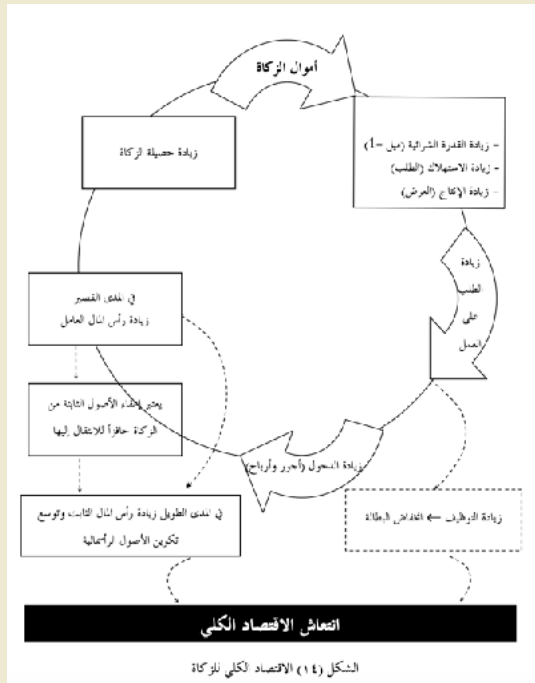 أموال الزكاة
- زيادة القدرة الشرائية (ميل =1)
- زيادة الاستهلاك (الطلب)
- زيادة الإنتاج (العرض)
زيادة
الطلب
على
العمل
زيادة الدخول (أجور وأرباح)
زيادة حصيلة الزكاة
في المدى القصير
زيادة رأس المال العامل
يعتبر إعفاء الأصول الثابتة من
الزكاة حافزاً للانتقال إليها
في المدى الطويل زيادة رأس المال الثابت وتوسع
تكوين الأصول الرأسمالية
زيادة التوظيف ← انخفاض البطالة
انتعاش الاقتصاد الكلي
الشكل (١٤) الاقتصاد الكلي للزكاة